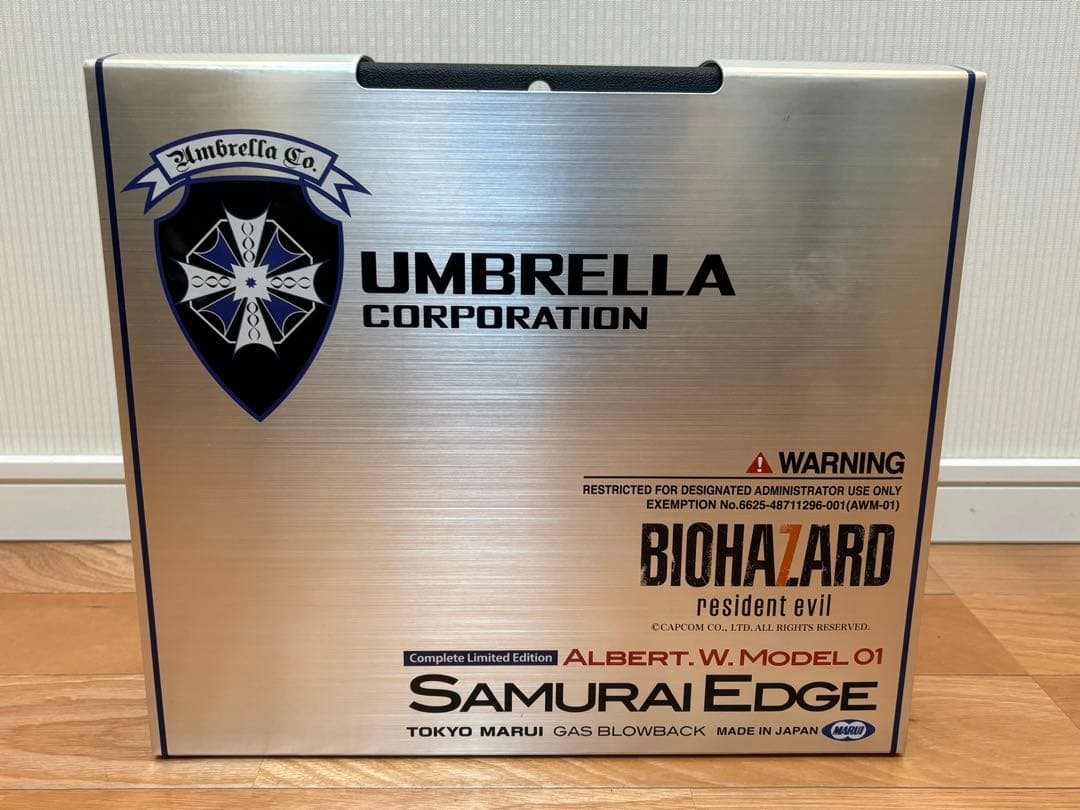 Umbrella Co.
UMBRELLA
CORPORATION
WARNING
RESTRICTED FOR DESIGNATED ADMINISTRATOR USE ONLY
EXEMPTION No.6625-48711296-001(AWM-01)
BIOHAZARD
resident evil
©CAPCOM CO., LTD. ALL RIGHTS RESERVED.
Complete Limited Edition ALBERT. W. MODEL 01
SAMURAI EDGE
TOKYO MARUI GAS BLOWBACK MADE IN JAPAN MARUI